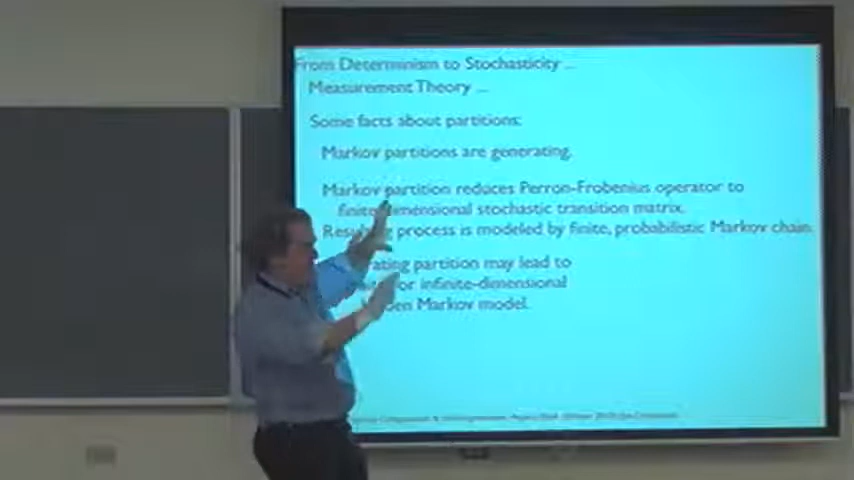 From Determinism to Stochasticity ...
Measurement Theory ...
Some facts about partitions:
Markov partitions are generating.
Markov partition reduces Perron-Frobenius operator to
finite dimensional stochastic transition matrix.
process is modeled by finite, probabilistic Markov chain.
partition may lead to
or infinite-dimensional
Markov model.